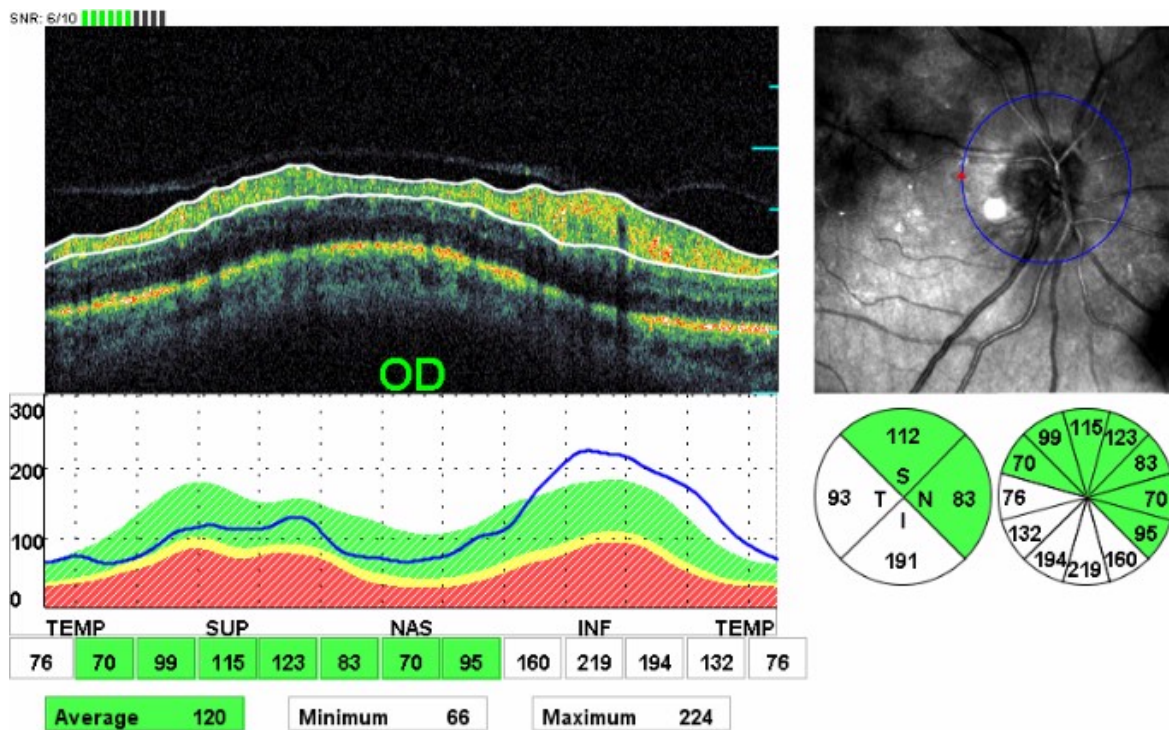 SNR: 6/10
OD
300
200
100
0
TEMP SUP NAS INF TEMP
76 70 99 115 123 83 70 95 160 219 194 132 76
Average 120 Minimum 66 Maximum 224
112
S
93 T N 83
I
191
115
99 123
70 83
76 70
132 95
194 219 160